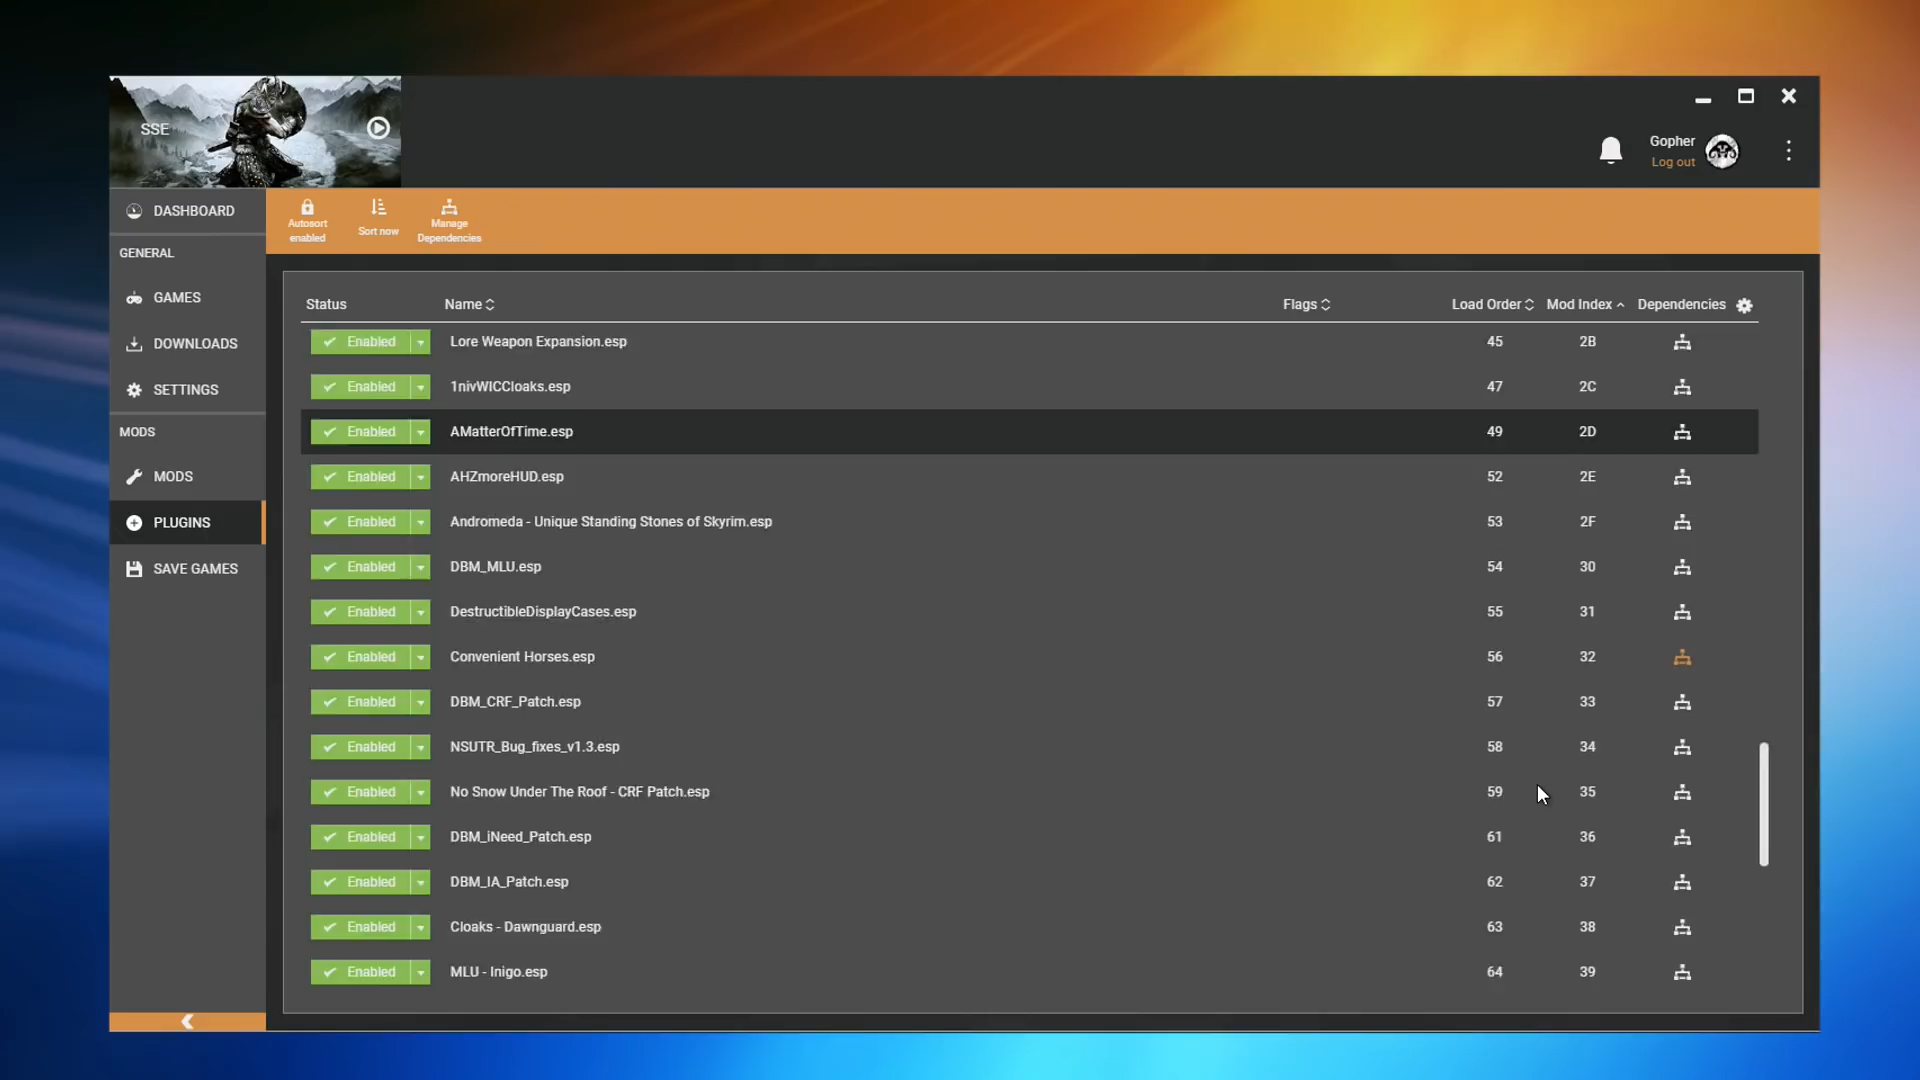 SSE
Gopher
Log out
DASHBOARD
GENERAL
GAMES
DOWNLOADS
SETTINGS
MODS
MODS
PLUGINS
SAVE GAMES
Autosort
enabled
Sort now
Manage
Dependencies
Status Name Flags Load Order Mod Index Dependencies
Enabled Lore Weapon Expansion.esp 45 2B
Enabled 1nivWICCloaks.esp 47 2C
Enabled AMatterOfTime.esp 49 2D
Enabled AHZmoreHUD.esp 52 2E
Enabled Andromeda - Unique Standing Stones of Skyrim.esp 53 2F
Enabled DBM_MLU.esp 54 30
Enabled DestructibleDisplayCases.esp 55 31
Enabled Convenient Horses.esp 56 32
Enabled DBM_CRF_Patch.esp 57 33
Enabled NSUTR_Bug_fixes_v1.3.esp 58 34
Enabled No Snow Under The Roof - CRF Patch.esp 59 35
Enabled DBM_iNeed_Patch.esp 61 36
Enabled DBM_IA_Patch.esp 62 37
Enabled Cloaks - Dawnguard.esp 63 38
Enabled MLU - Inigo.esp 64 39